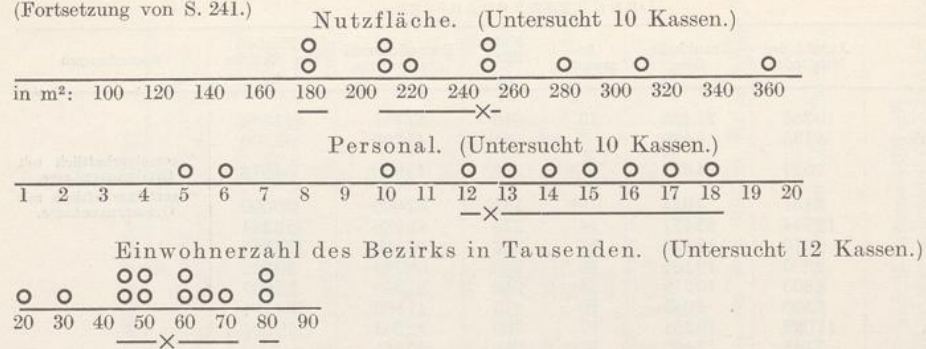 (Fortsetzung von S. 241.)
Nutzfläche. (Untersucht 10 Kassen.)
in m²: 100 120 140 160 180 200 220 240 260 280 300 320 340 360
Personal. (Untersucht 10 Kassen.)
1 2 3 4 5 6 7 8 9 10 11 12 13 14 15 16 17 18 19 20
Einwohnerzahl des Bezirks in Tausenden. (Untersucht 12 Kassen.)
20 30 40 50 60 70 80 90